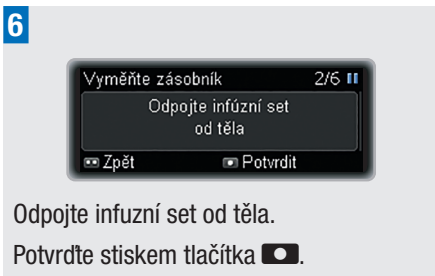 6
Vyměňte zásobník 2/6
Odpojte infúzní set
od těla
Zpět Potvrdit
Odpojte infuzní set od těla.
Potvrďte stiskem tlačítka .